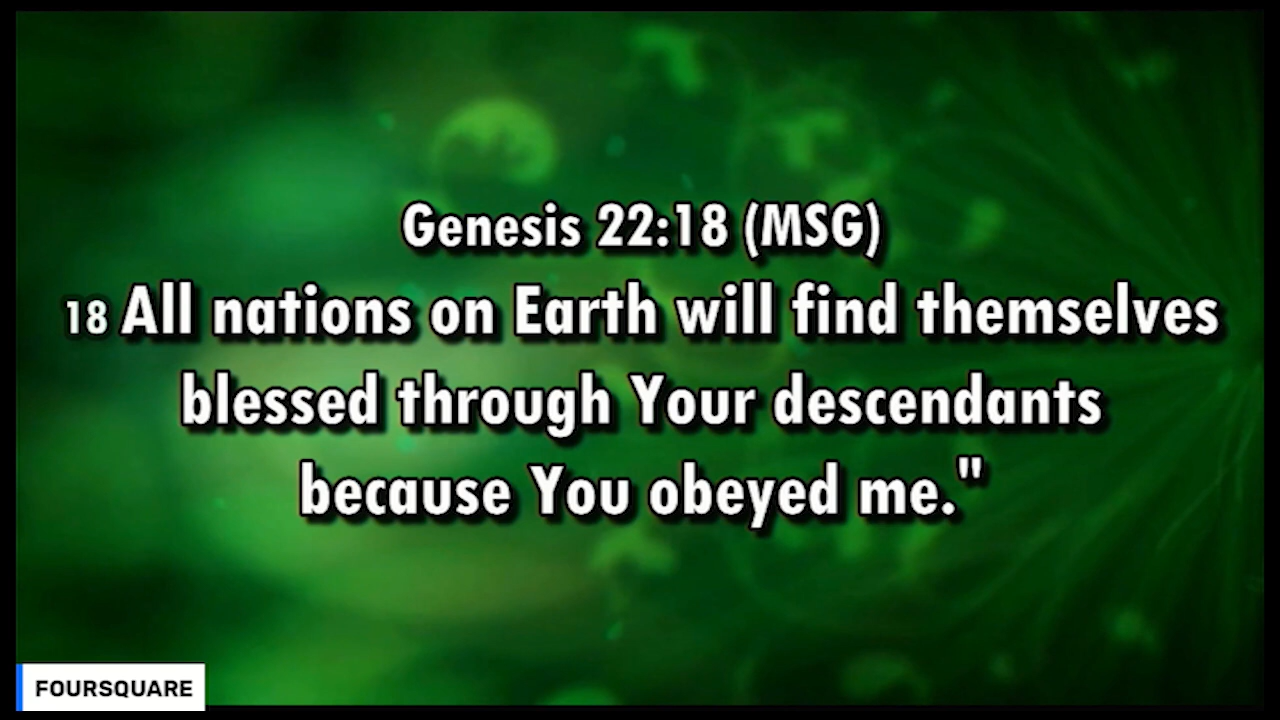 Genesis 22:18 (MSG)
18 All nations on Earth will find themselves
blessed through Your descendants
because You obeyed me."
FOURSQUARE